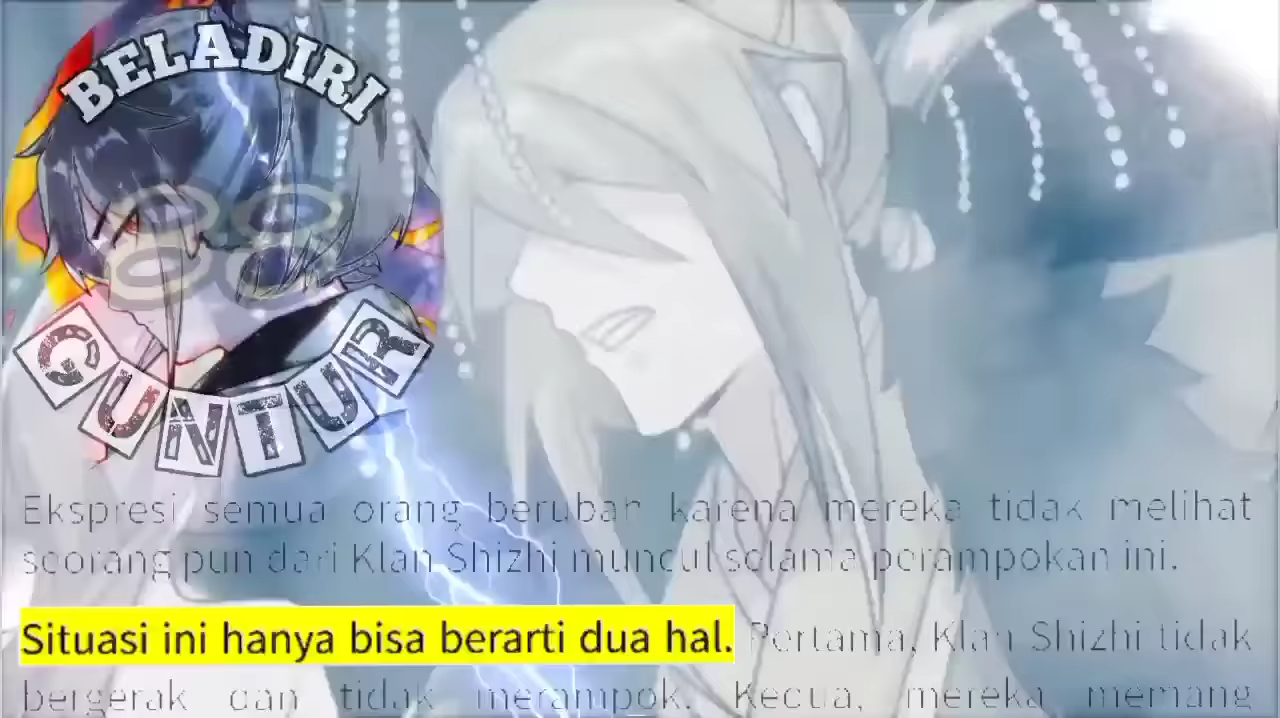 BELADIRI
GUNTUR
Ekspresi semua orang berubah karena mereka tidak melihat
seorang pun dari Klan Shizhi muncul selama perampokan ini.
Situasi ini hanya bisa berarti dua hal. Pertama, Klan Shizhi tidak
bergerak dan tidak merampok. Kedua, mereka memang